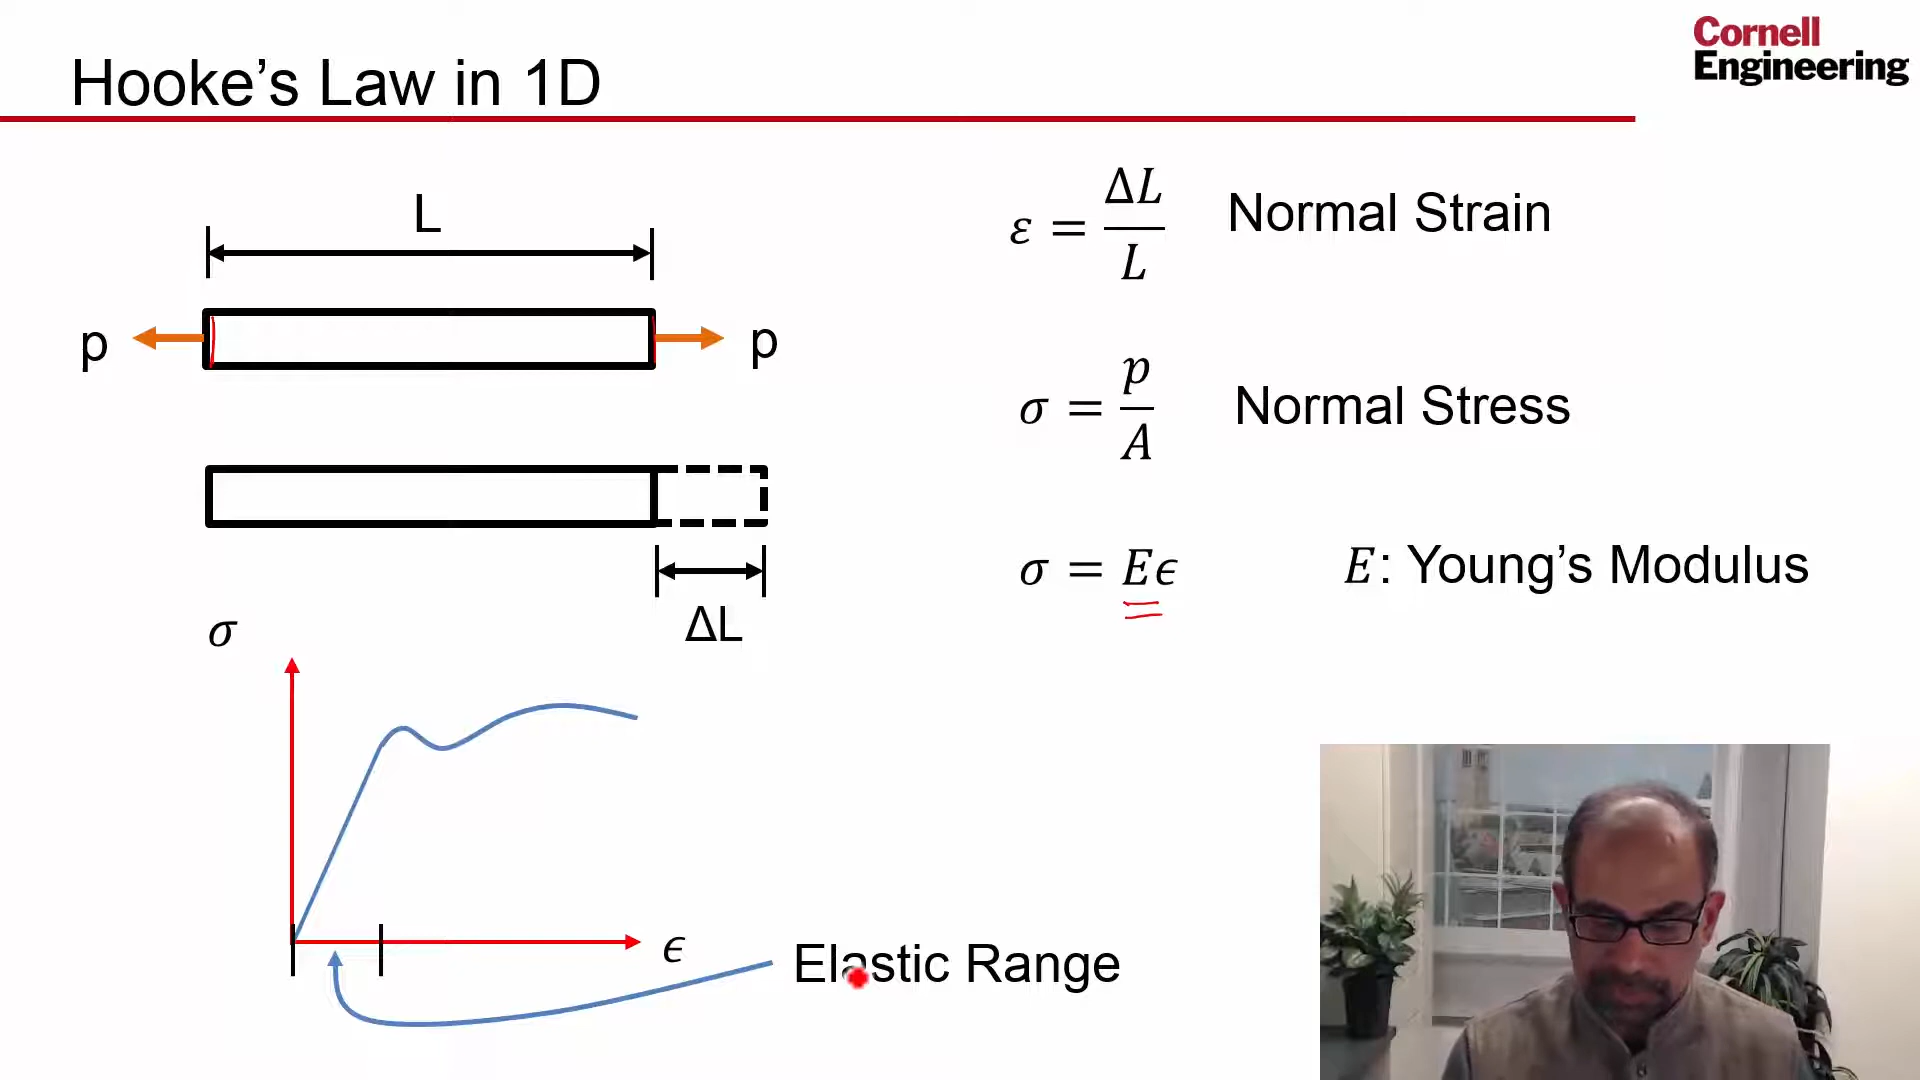 Hooke’s Law in 1D
Cornell
Engineering
L
p
p
ΔL
ε = ΔL/L Normal Strain
σ = p/A Normal Stress
σ = Eϵ E: Young’s Modulus
σ
ϵ
Elastic Range